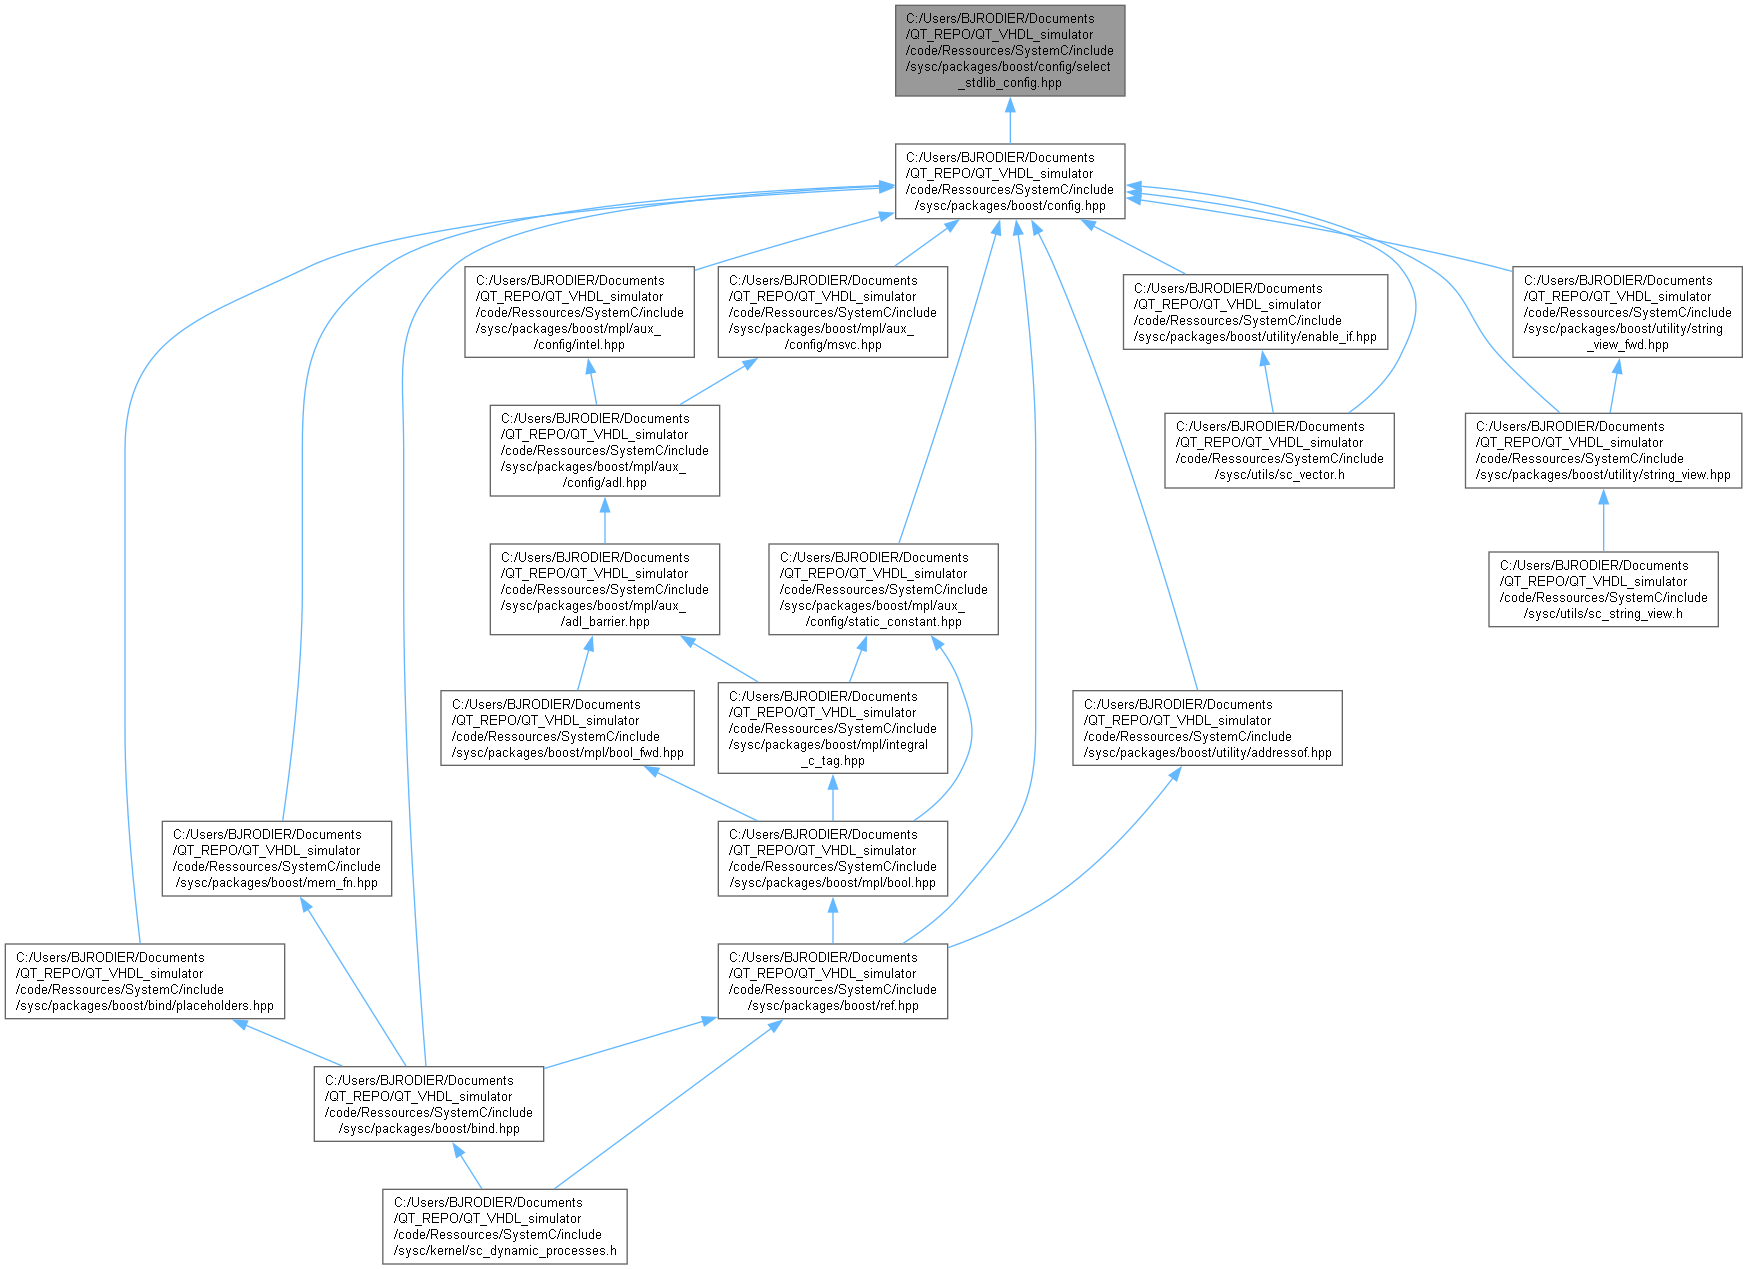 C:/Users/BJRODIER/Documents
/QT_REPO/QT_VHDL_simulator
/code/Ressources/SystemC/include
/sysc/packages/boost/config/select
_stdlib_config.hpp
C:/Users/BJRODIER/Documents
/QT_REPO/QT_VHDL_simulator
/code/Ressources/SystemC/include
/sysc/packages/boost/config.hpp
C:/Users/BJRODIER/Documents
/QT_REPO/QT_VHDL_simulator
/code/Ressources/SystemC/include
/sysc/packages/boost/mpl/aux_
/config/intel.hpp
C:/Users/BJRODIER/Documents
/QT_REPO/QT_VHDL_simulator
/code/Ressources/SystemC/include
/sysc/packages/boost/mpl/aux_
/config/msvc.hpp
C:/Users/BJRODIER/Documents
/QT_REPO/QT_VHDL_simulator
/code/Ressources/SystemC/include
/sysc/packages/boost/utility/enable_if.hpp
C:/Users/BJRODIER/Documents
/QT_REPO/QT_VHDL_simulator
/code/Ressources/SystemC/include
/sysc/packages/boost/utility/string
_view_fwd.hpp
C:/Users/BJRODIER/Documents
/QT_REPO/QT_VHDL_simulator
/code/Ressources/SystemC/include
/sysc/packages/boost/mpl/aux_
/config/adl.hpp
C:/Users/BJRODIER/Documents
/QT_REPO/QT_VHDL_simulator
/code/Ressources/SystemC/include
/sysc/utils/sc_vector.h
C:/Users/BJRODIER/Documents
/QT_REPO/QT_VHDL_simulator
/code/Ressources/SystemC/include
/sysc/packages/boost/utility/string_view.hpp
C:/Users/BJRODIER/Documents
/QT_REPO/QT_VHDL_simulator
/code/Ressources/SystemC/include
/sysc/packages/boost/mpl/aux_
/adl_barrier.hpp
C:/Users/BJRODIER/Documents
/QT_REPO/QT_VHDL_simulator
/code/Ressources/SystemC/include
/sysc/packages/boost/mpl/aux_
/config/static_constant.hpp
C:/Users/BJRODIER/Documents
/QT_REPO/QT_VHDL_simulator
/code/Ressources/SystemC/include
/sysc/utils/sc_string_view.h
C:/Users/BJRODIER/Documents
/QT_REPO/QT_VHDL_simulator
/code/Ressources/SystemC/include
/sysc/packages/boost/mpl/bool_fwd.hpp
C:/Users/BJRODIER/Documents
/QT_REPO/QT_VHDL_simulator
/code/Ressources/SystemC/include
/sysc/packages/boost/mpl/integral
_c_tag.hpp
C:/Users/BJRODIER/Documents
/QT_REPO/QT_VHDL_simulator
/code/Ressources/SystemC/include
/sysc/packages/boost/utility/addressof.hpp
C:/Users/BJRODIER/Documents
/QT_REPO/QT_VHDL_simulator
/code/Ressources/SystemC/include
/sysc/packages/boost/mem_fn.hpp
C:/Users/BJRODIER/Documents
/QT_REPO/QT_VHDL_simulator
/code/Ressources/SystemC/include
/sysc/packages/boost/mpl/bool.hpp
C:/Users/BJRODIER/Documents
/QT_REPO/QT_VHDL_simulator
/code/Ressources/SystemC/include
/sysc/packages/boost/bind/placeholders.hpp
C:/Users/BJRODIER/Documents
/QT_REPO/QT_VHDL_simulator
/code/Ressources/SystemC/include
/sysc/packages/boost/ref.hpp
C:/Users/BJRODIER/Documents
/QT_REPO/QT_VHDL_simulator
/code/Ressources/SystemC/include
/sysc/packages/boost/bind.hpp
C:/Users/BJRODIER/Documents
/QT_REPO/QT_VHDL_simulator
/code/Ressources/SystemC/include
/sysc/kernel/sc_dynamic_processes.h